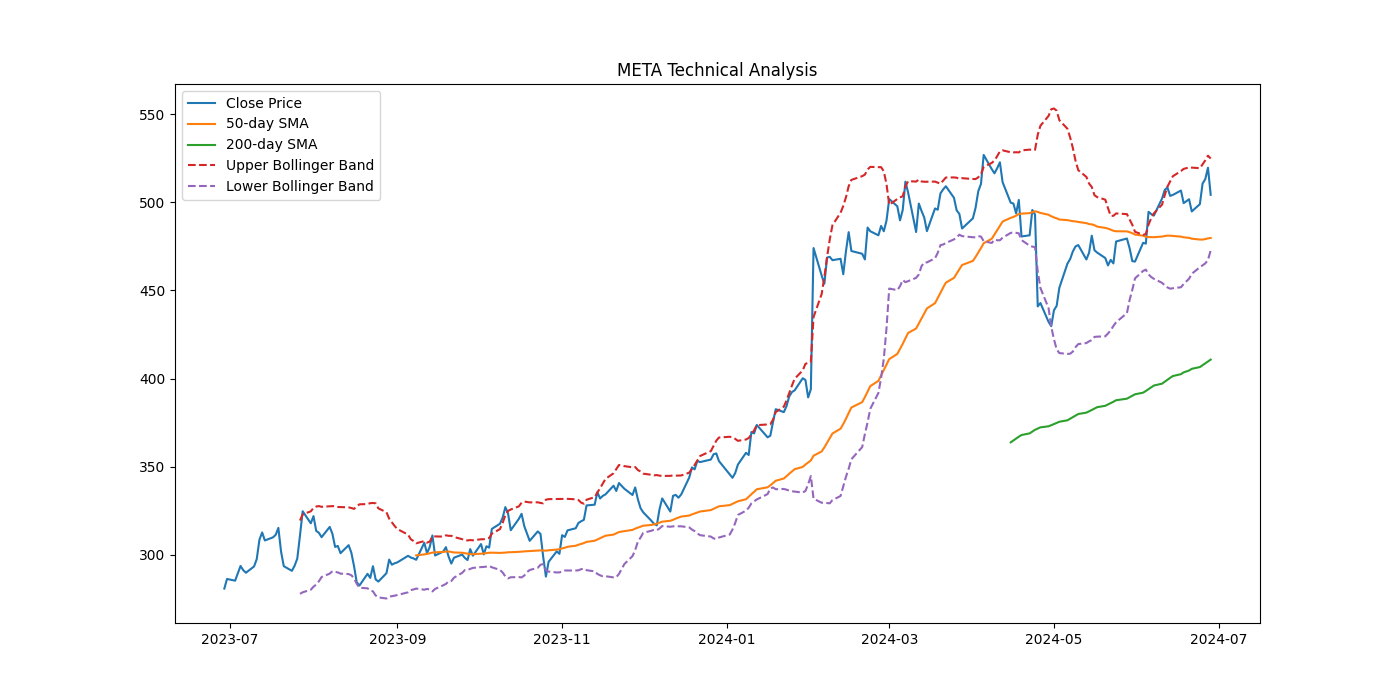 META Technical Analysis
Close Price
50-day SMA
200-day SMA
Upper Bollinger Band
Lower Bollinger Band
550
500
450
400
350
300
2023-07
2023-09
2023-11
2024-01
2024-03
2024-05
2024-07